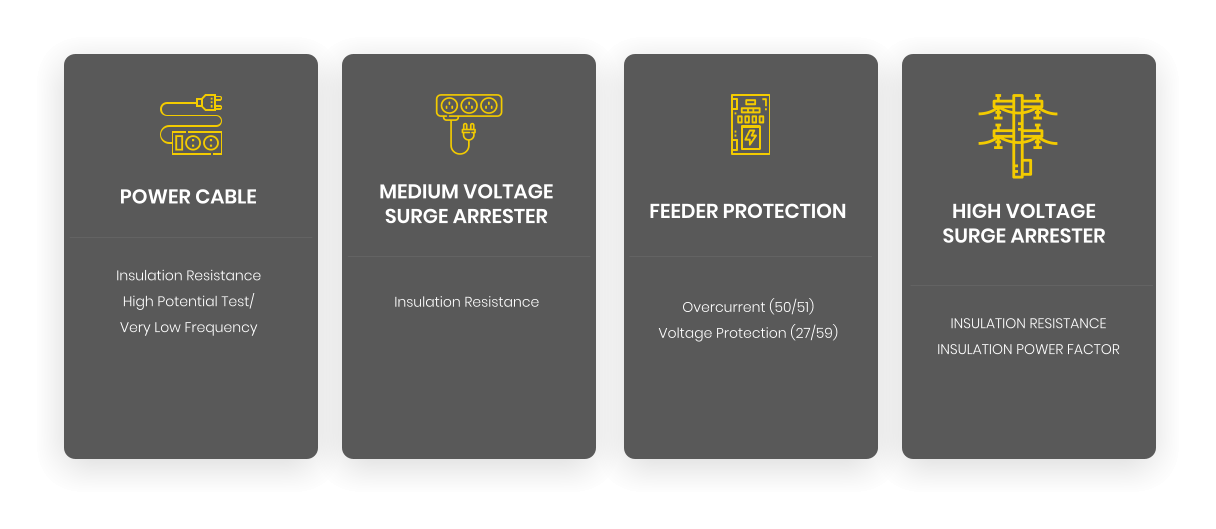 POWER CABLE
Insulation Resistance
High Potential Test/
Very Low Frequency
MEDIUM VOLTAGE
SURGE ARRESTER
Insulation Resistance
FEEDER PROTECTION
Overcurrent (50/51)
Voltage Protection (27/59)
HIGH VOLTAGE
SURGE ARRESTER
INSULATION RESISTANCE
INSULATION POWER FACTOR